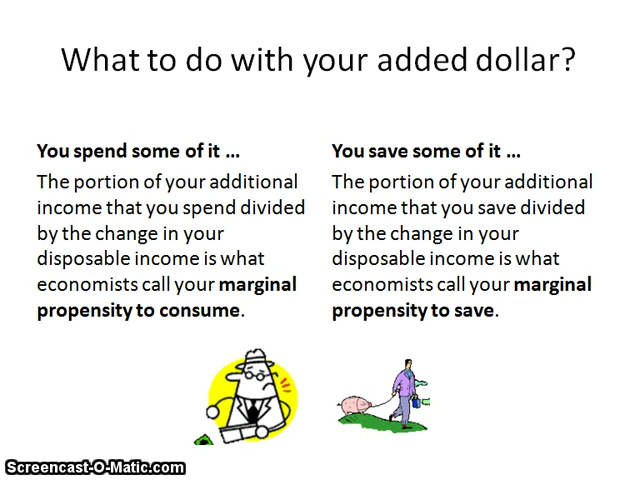 What to do with your added dollar?
You spend some of it ...
The portion of your additional
income that you spend divided
by the change in your
disposable income is what
economists call your marginal
propensity to consume.
You save some of it ...
The portion of your additional
income that you save divided
by the change in your
disposable income is what
economists call your marginal
propensity to save.
Screencast-O-Matic.com